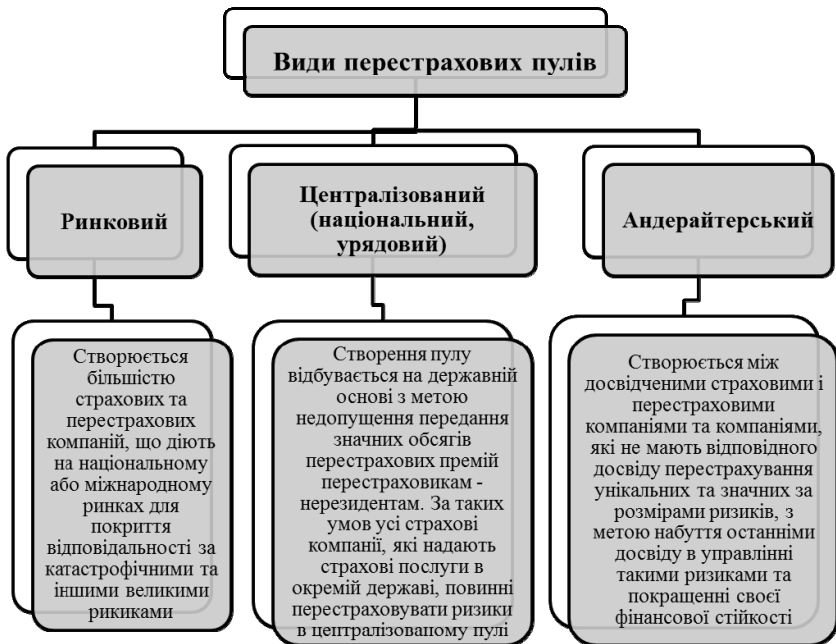 Види перестрахових пулів
Ринковий
Централізований
(національний,
урядовий)
Андерайтерський
Створюється
більшістю
страхових та
перестрахових
компаній, що діють
на національному
або міжнародному
ринках для
покриття
відповідальності за
катастрофічними та
іншими великими
рикиками
Створення пулу
відбувається на державній
основі з метою
недопущення передання
значних обсягів
перестрахових премій
перестраховикам -
нерезидентам. За таких
умов усі страхові
компанії, які надають
страхові послуги в
окремій державі, повинні
перестраховувати ризики
в централізованому пулі
Створюється між
досвідченими страховими і
перестраховими
компаніями та компаніями,
які не мають відповідного
досвіду перестрахування
унікальних та значних за
розмірами ризиків, з
метою набуття останніми
досвіду в управлінні
такими ризиками та
покращенні своєї
фінансової стійкості